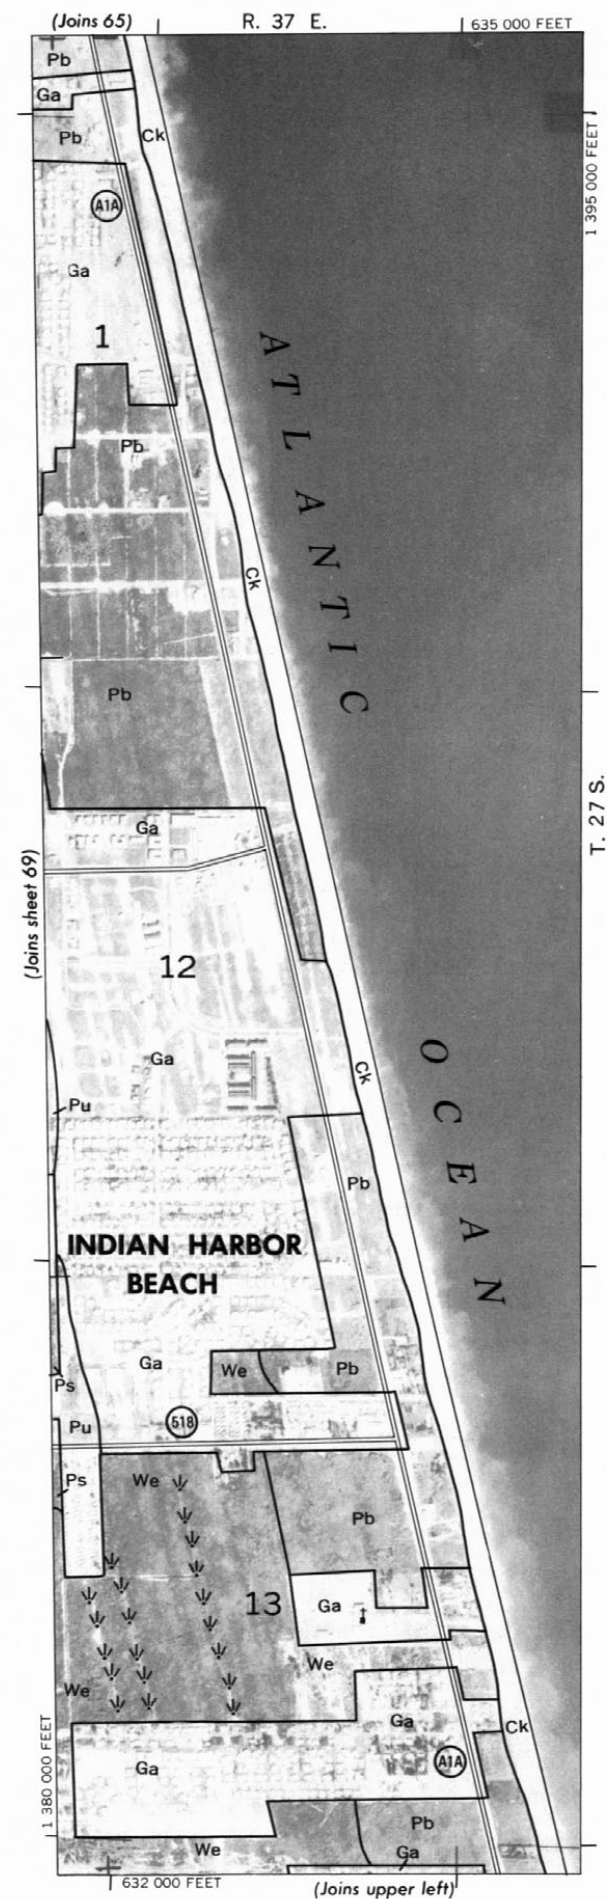 (Joins 65)
R. 37 E.
635 000 FEET
Pb
Ga
Pb
Ck
1 395 000 FEET
A1A
Ga
1
ATLANTIC
Pb
Ck
Pb
T. 27 S.
Ga
(Joins sheet 69)
12
OCEAN
Ga
Ck
Pu
Pb
INDIAN HARBOR
BEACH
Ga
We
Pb
Ps
518
Pu
Ps
We
Pb
13
Ga
We
We
Ga
Ck
1 380 000 FEET
Ga
A1A
Pb
We
Ga
632 000 FEET
(Joins upper left)